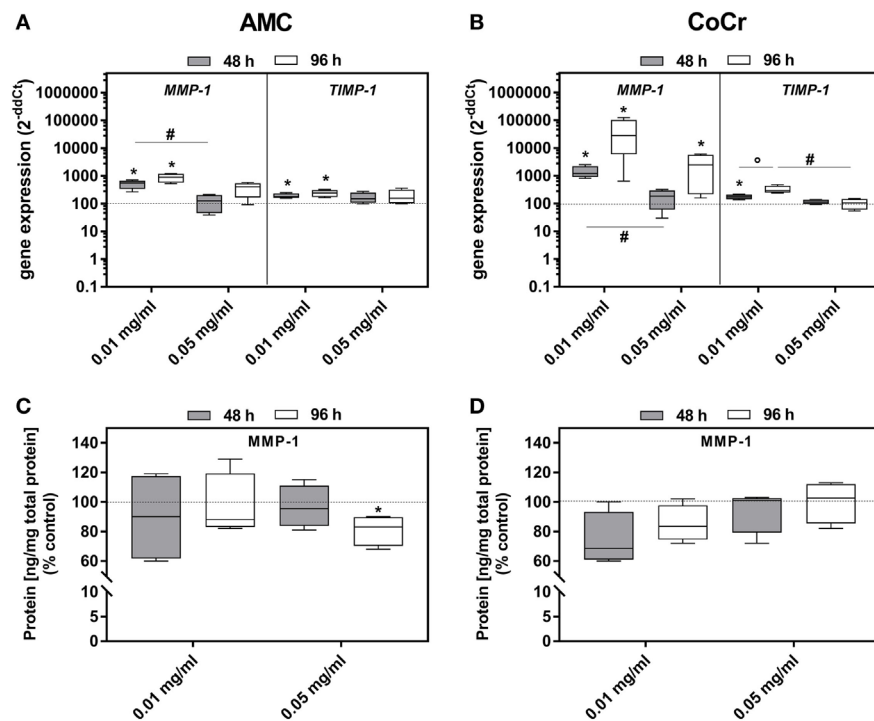 A AMC
48 h 96 h
gene expression (2^-ddCt)
MMP-1 TIMP-1
1000000
100000
10000
1000
100
10
1
0.1
#
* * * *
0.01 mg/ml 0.05 mg/ml 0.01 mg/ml 0.05 mg/ml
B CoCr
48 h 96 h
gene expression (2^-ddCt)
MMP-1 TIMP-1
1000000
100000
10000
1000
100
10
1
0.1
* * * *
° #
#
0.01 mg/ml 0.05 mg/ml 0.01 mg/ml 0.05 mg/ml
C
48 h 96 h
Protein [ng/mg total protein]
(% control)
MMP-1
140
120
100
80
60
10
5
0
*
0.01 mg/ml 0.05 mg/ml
D
48 h 96 h
Protein [ng/mg total protein]
(% control)
MMP-1
140
120
100
80
60
10
5
0
0.01 mg/ml 0.05 mg/ml